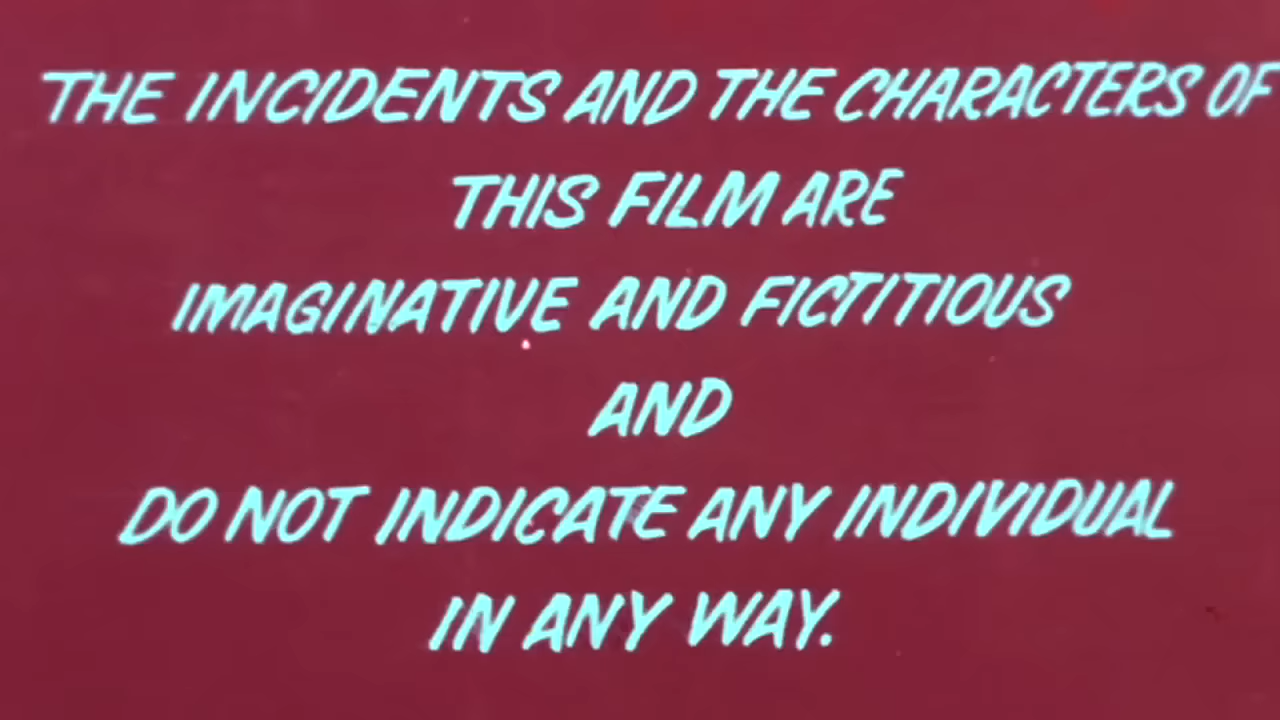 THE INCIDENTS AND THE CHARACTERS OF
THIS FILM ARE
IMAGINATIVE AND FICTITIOUS
AND
DO NOT INDICATE ANY INDIVIDUAL
IN ANY WAY.